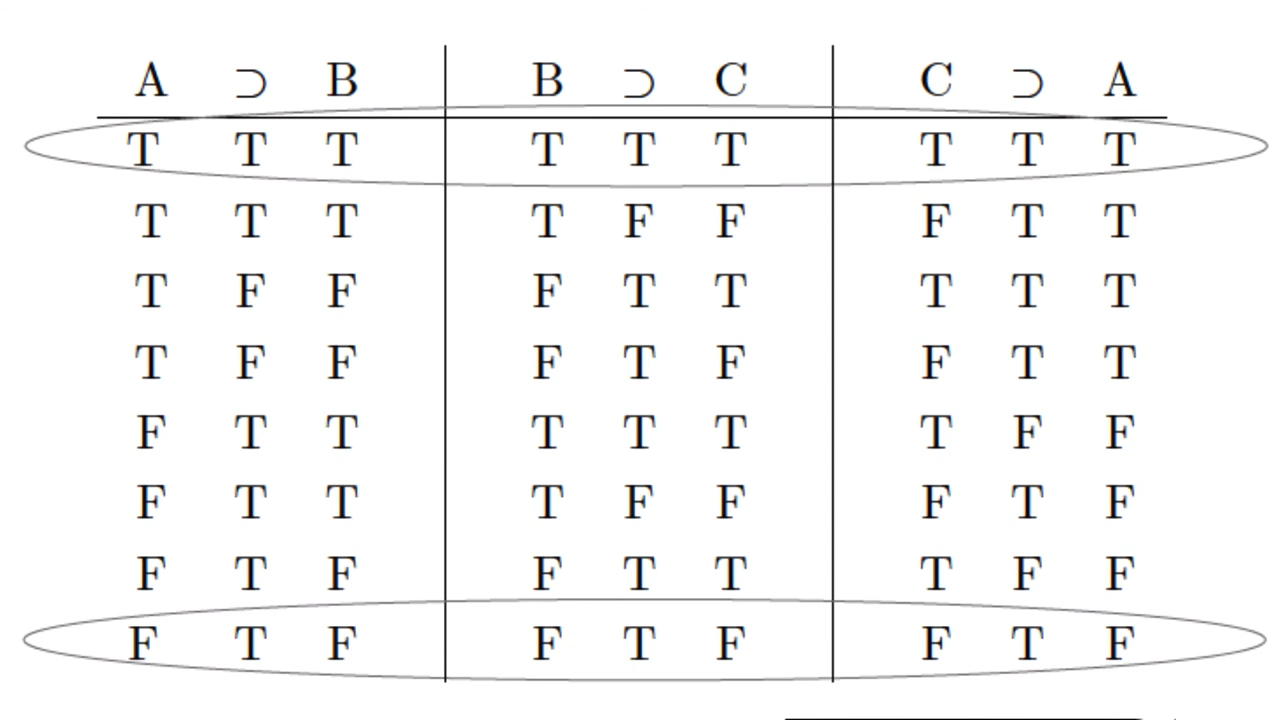 A ⊃ B B ⊃ C C ⊃ A
T T T T T T T T T
T T T T F F F T T
T F F F T T T T T
T F F F T F F T T
F T T T T T T F F
F T T T F F F T F
F T F F T T T F F
F T F F T F F T F